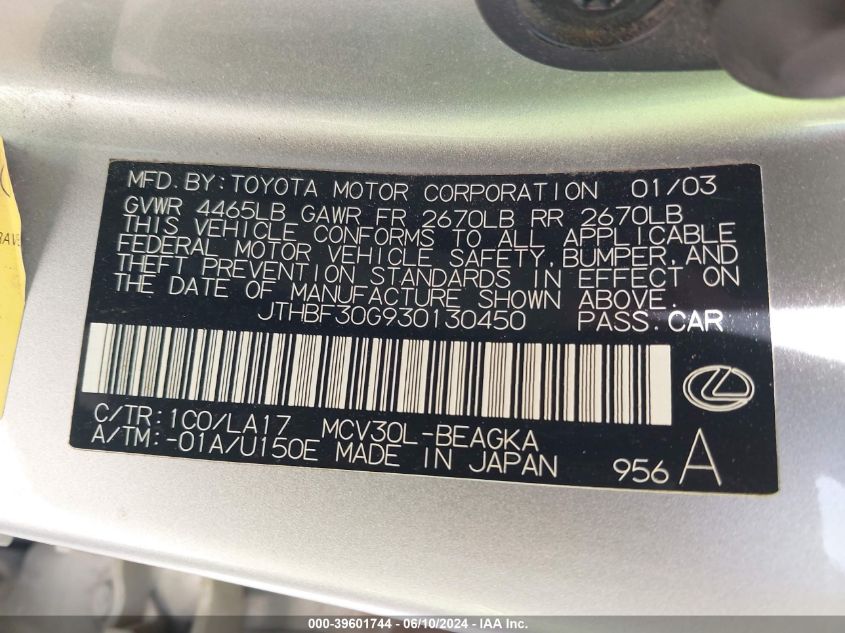 MFD.BY:TOYOTA MOTOR CORPORATION 01/03
GVWR 4465LB GAWR FR 2670LB RR 2670LB
THIS VEHICLE CONFORMS TO ALL APPLICABLE
FEDERAL MOTOR VEHICLE SAFETY,BUMPER,AND
THEFT PREVENTION STANDARDS IN EFFECT ON
THE DATE OF MANUFACTURE SHOWN ABOVE.
JTHBF30G930130450 PASS.CAR
C/TR:1C0/LA17 MCV30L-BEAGKA
A/TM:-01A/U150E MADE IN JAPAN 956 A
000-39601744 - 06/10/2024 - IAAI Inc.